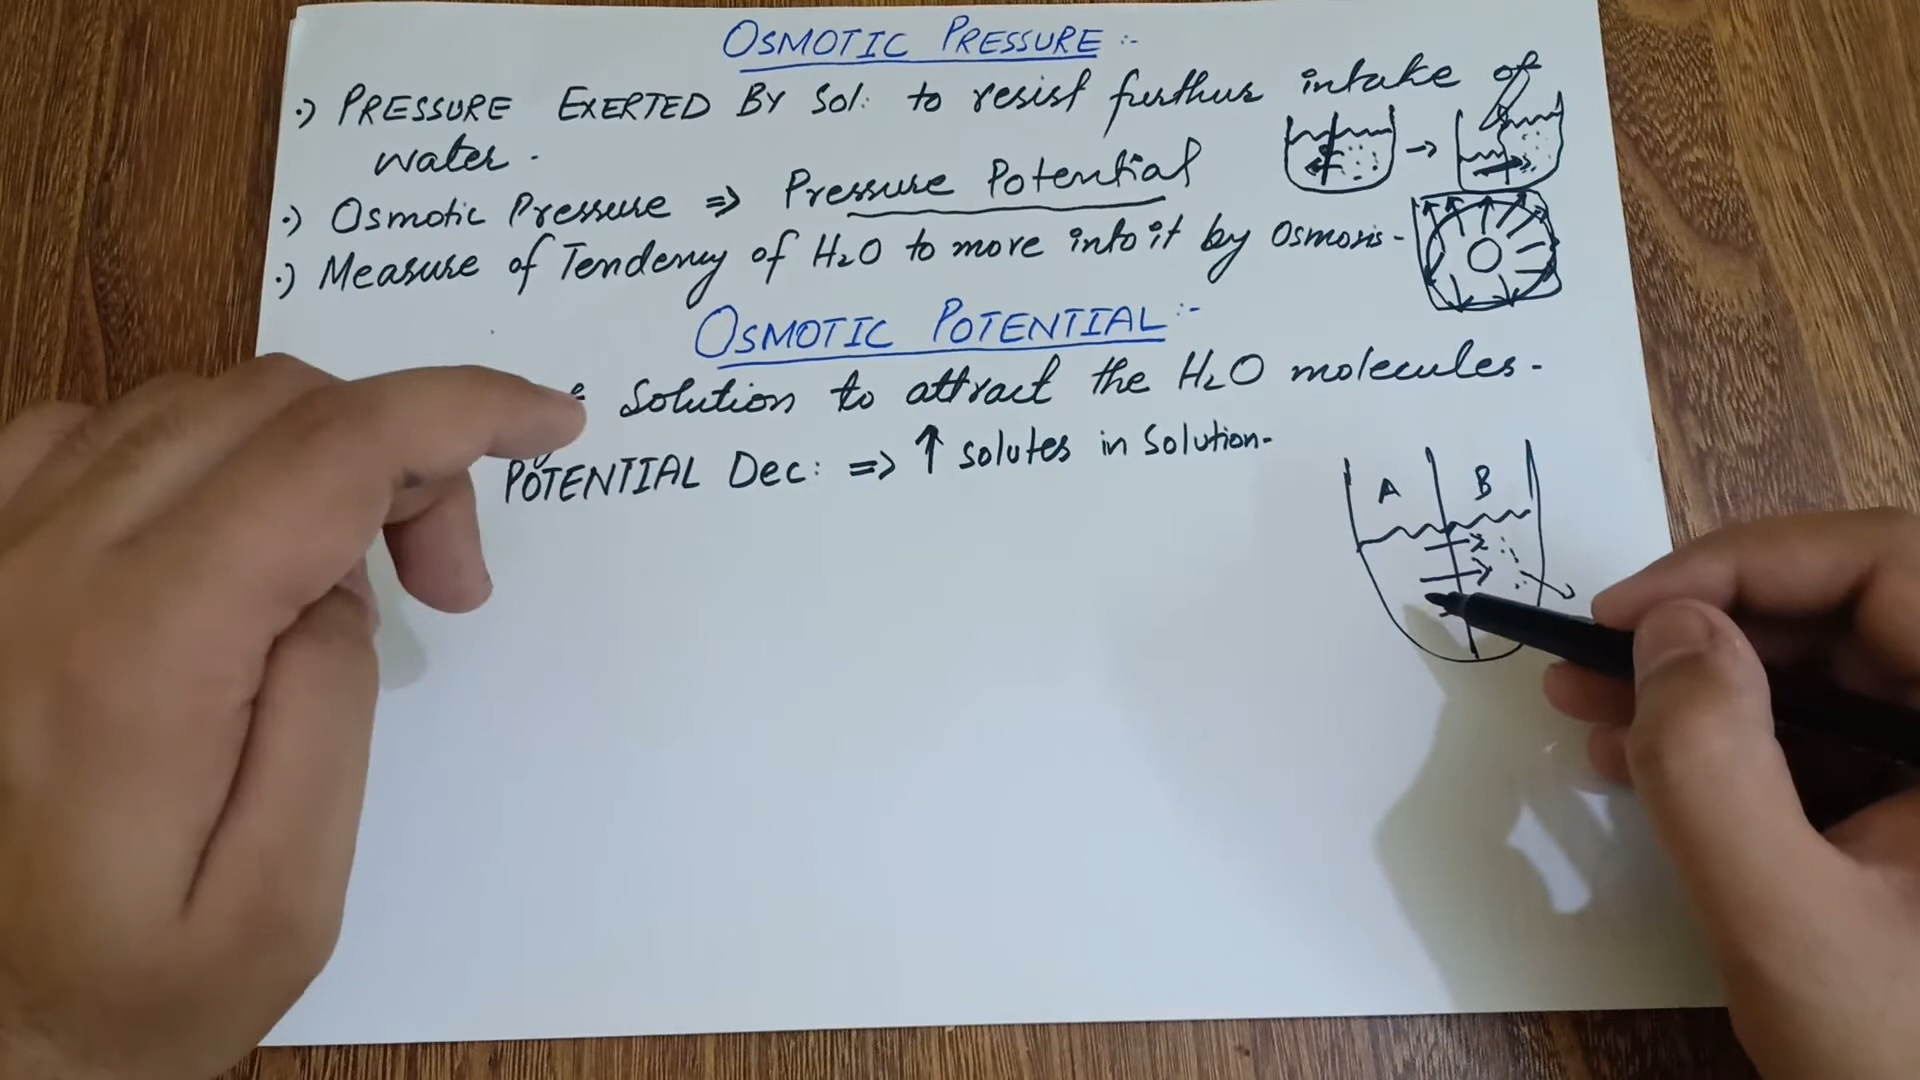 OSMOTIC PRESSURE :-
·) PRESSURE EXERTED BY Sol: to resist further intake of
water .
·) Osmotic Pressure => Pressure Potential
·) Measure of Tendency of H₂O to move into it by Osmosis -
OSMOTIC POTENTIAL :-
Solution to attract the H₂O molecules -
POTENTIAL Dec: => ↑ solutes in Solution-
A B